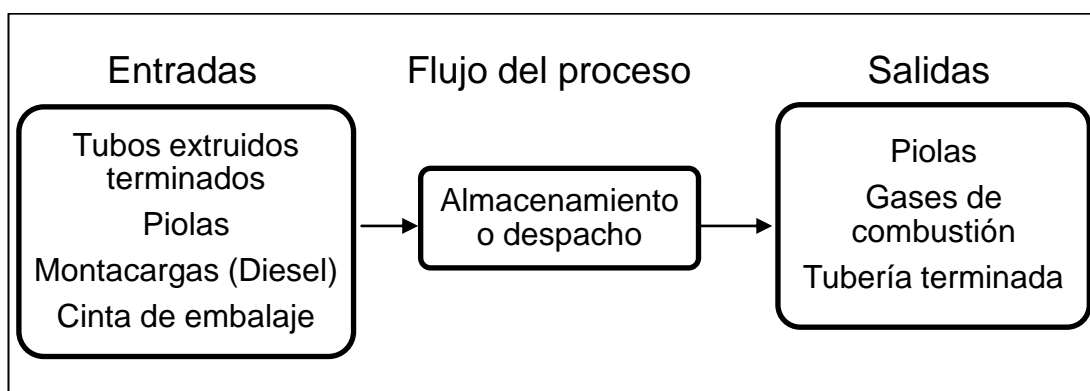 Entradas
Flujo del proceso
Salidas
Tubos extruidos
terminados
Piolas
Montacargas (Diesel)
Cinta de embalaje
Almacenamiento
o despacho
Piolas
Gases de
combustión
Tubería terminada